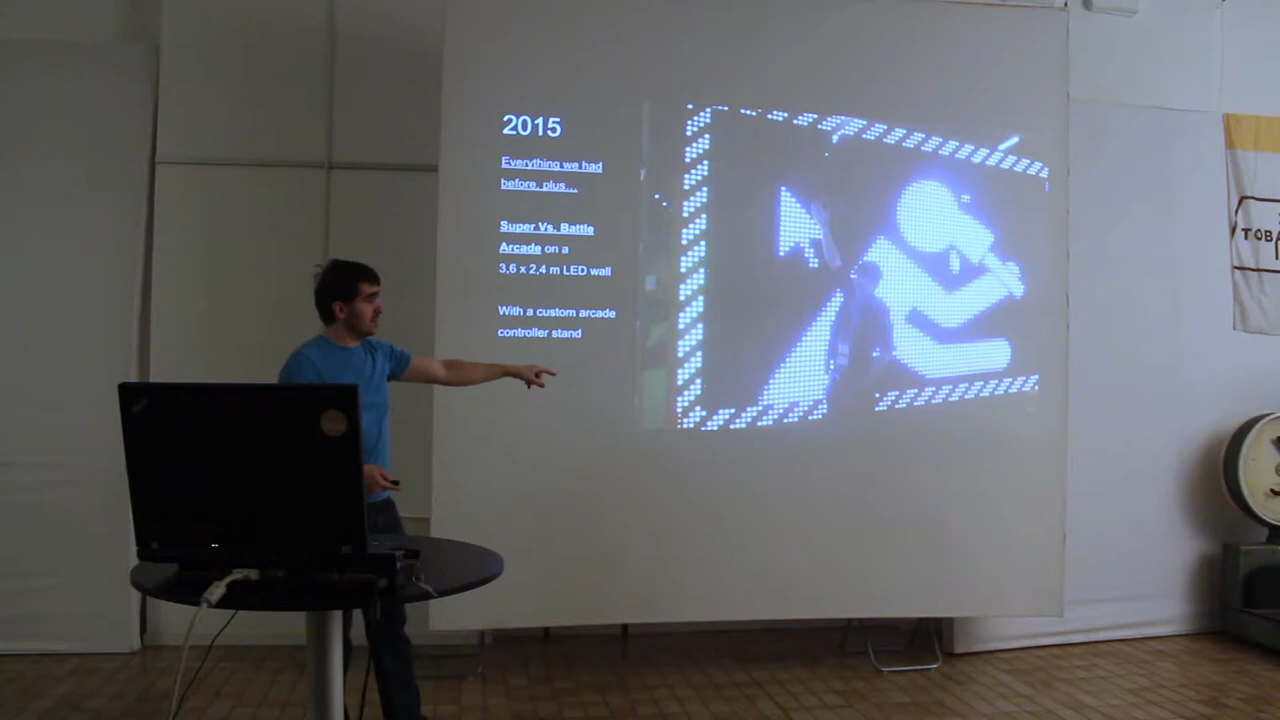 2015
Everything we had
before, plus…
Super Vs. Battle
Arcade on a
3,6 x 2,4 m LED wall
With a custom arcade
controller stand